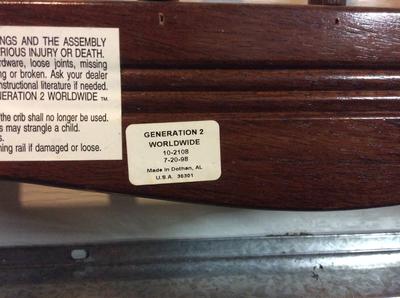 NGS AND THE ASSEMBLY
RIOUS INJURY OR DEATH.
rdware, loose joints, missing
ng or broken. Ask your dealer
nstructional literature if needed.
NERATION 2 WORLDWIDE ™.
the crib shall no longer be used.
s may strangle a child.
s.
ning rail if damaged or loose.
GENERATION 2
WORLDWIDE
10-2108
7-20-98
Made in Dothan, AL
U.S.A. 36301